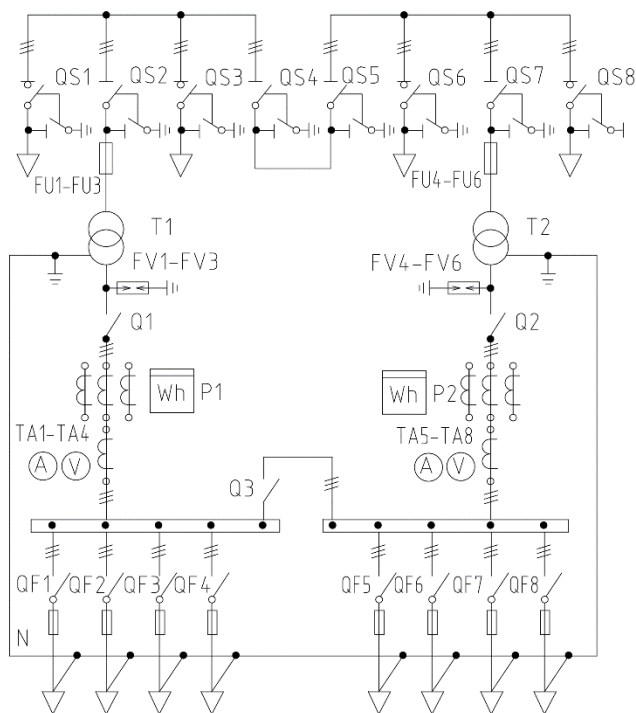 QS1 QS2 QS3 QS4 QS5 QS6 QS7 QS8
FU1-FU3 FU4-FU6
T1 T2
FV1-FV3 FV4-FV6
Q1 Q2
Wh P1 Wh P2
TA1-TA4 TA5-TA8
A V A V
Q3
QF1 QF2 QF3 QF4 QF5 QF6 QF7 QF8
N